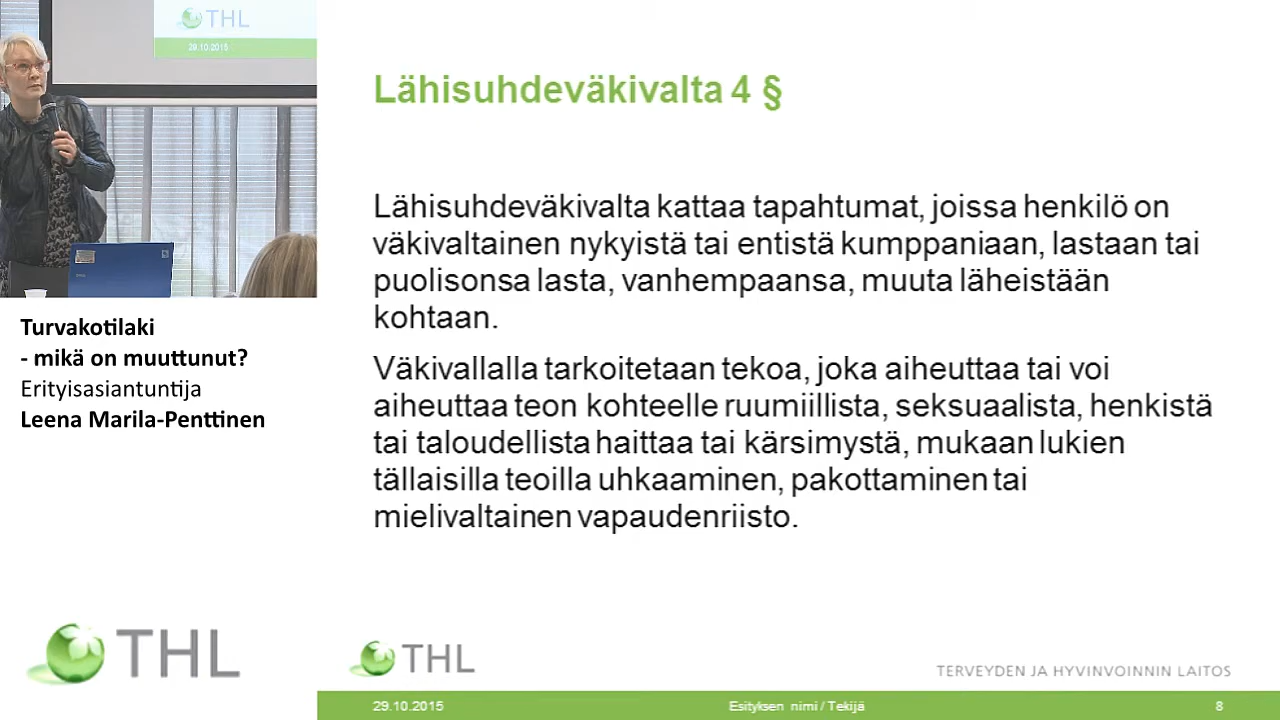 THL
29.10.2015
Turvakotilaki
- mikä on muuttunut?
Erityisasiantuntija
Leena Marila-Penttinen
THL
Lähisuhdeväkivalta 4 §
Lähisuhdeväkivalta kattaa tapahtumat, joissa henkilö on
väkivaltainen nykyistä tai entistä kumppaniaan, lastaan tai
puolisonsa lasta, vanhempaansa, muuta läheistään
kohtaan.
Väkivallalla tarkoitetaan tekoa, joka aiheuttaa tai voi
aiheuttaa teon kohteelle ruumiillista, seksuaalista, henkistä
tai taloudellista haittaa tai kärsimystä, mukaan lukien
tällaisilla teoilla uhkaaminen, pakottaminen tai
mielivaltainen vapaudenriisto.
THL
TERVEYDEN JA HYVINVOINNIN LAITOS
29.10.2015 Esityksen nimi / Tekijä 8